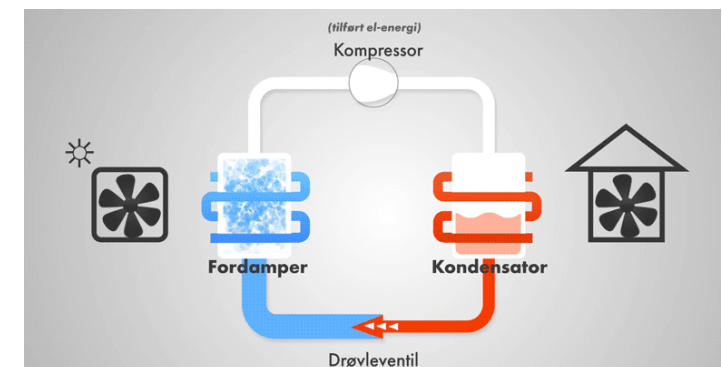 (tilført el-energi)
Kompressor
Fordamper
Kondensator
Drøvleventil